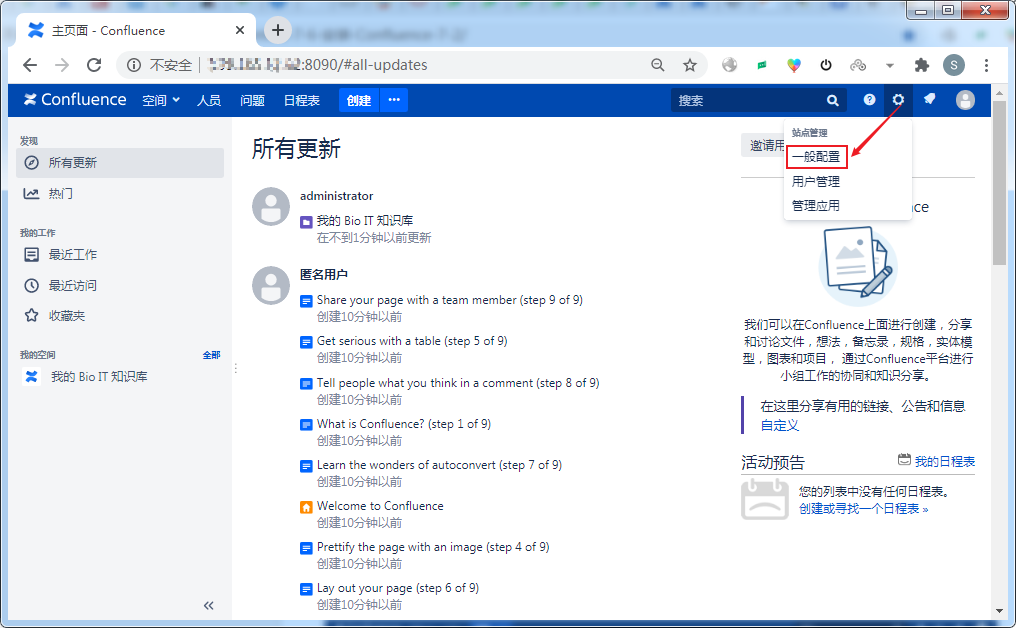 主页面 - Confluence
不安全
:8090/#all-updates
S
Confluence 空间 人员 问题 日程表 创建 ··· 搜索
发现
所有更新
热门
我的工作
最近工作
最近访问
收藏夹
我的空间 全部
我的 Bio IT 知识库
所有更新
administrator
我的 Bio IT 知识库
在不到1分钟以前更新
匿名用户
Share your page with a team member (step 9 of 9)
创建10分钟以前
Get serious with a table (step 5 of 9)
创建10分钟以前
Tell people what you think in a comment (step 8 of 9)
创建10分钟以前
What is Confluence? (step 1 of 9)
创建10分钟以前
Learn the wonders of autoconvert (step 7 of 9)
创建10分钟以前
Welcome to Confluence
创建10分钟以前
Prettify the page with an image (step 4 of 9)
创建10分钟以前
Lay out your page (step 6 of 9)
创建10分钟以前
站点管理
一般配置
用户管理
管理应用
邀请用
ce
我们可以在Confluence上面进行创建，分享
和讨论文件，想法，备忘录，规格，实体模
型，图表和项目， 通过Confluence平台进行
小组工作的协同和知识分享。
在这里分享有用的链接、公告和信息
自定义
活动预告 我的日程表
您的列表中没有任何日程表。
创建或寻找一个日程表 »